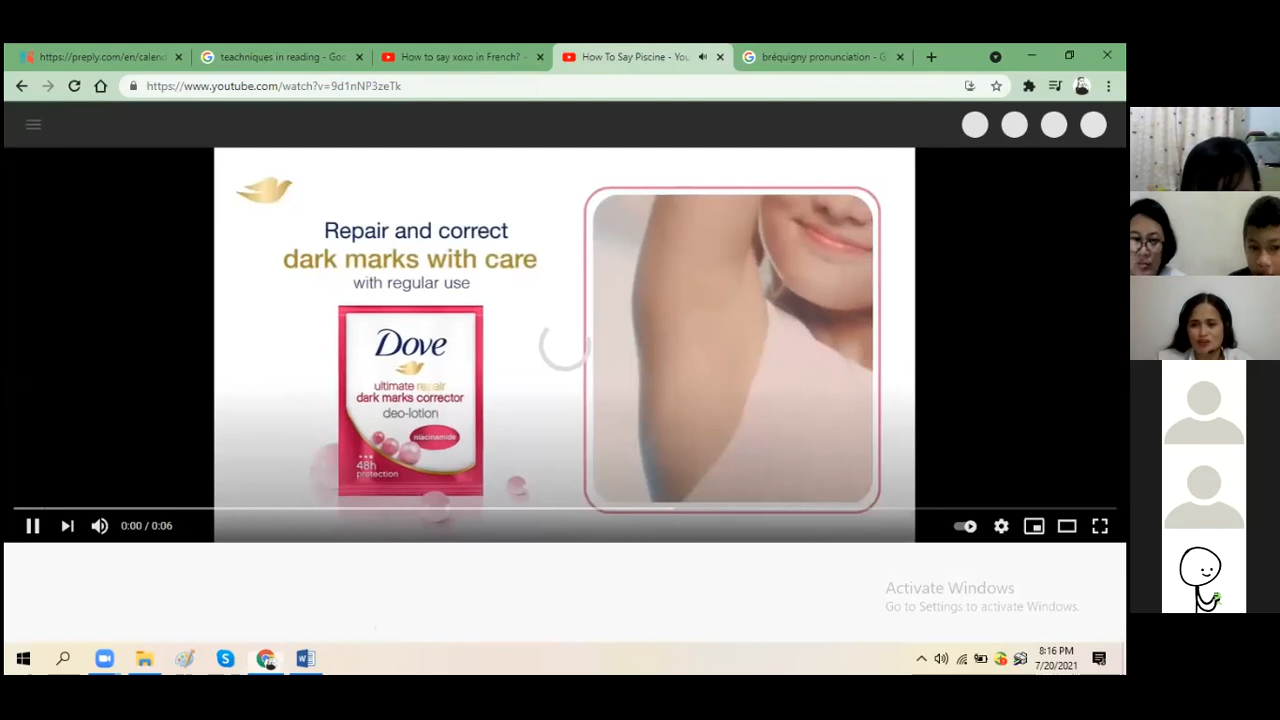 https://preply.com/en/calend
teachniques in reading - Goo
How to say xoxo in French? -
How To Say Piscine - You
bréquigny pronunciation - G
https://www.youtube.com/watch?v=9d1nNP3zeTk
Repair and correct
dark marks with care
with regular use
Dove
ultimate repair
dark marks corrector
deo-lotion
niacinamide
48h
protection
0:00 / 0:06
Activate Windows
Go to Settings to activate Windows.
8:16 PM
7/20/2021